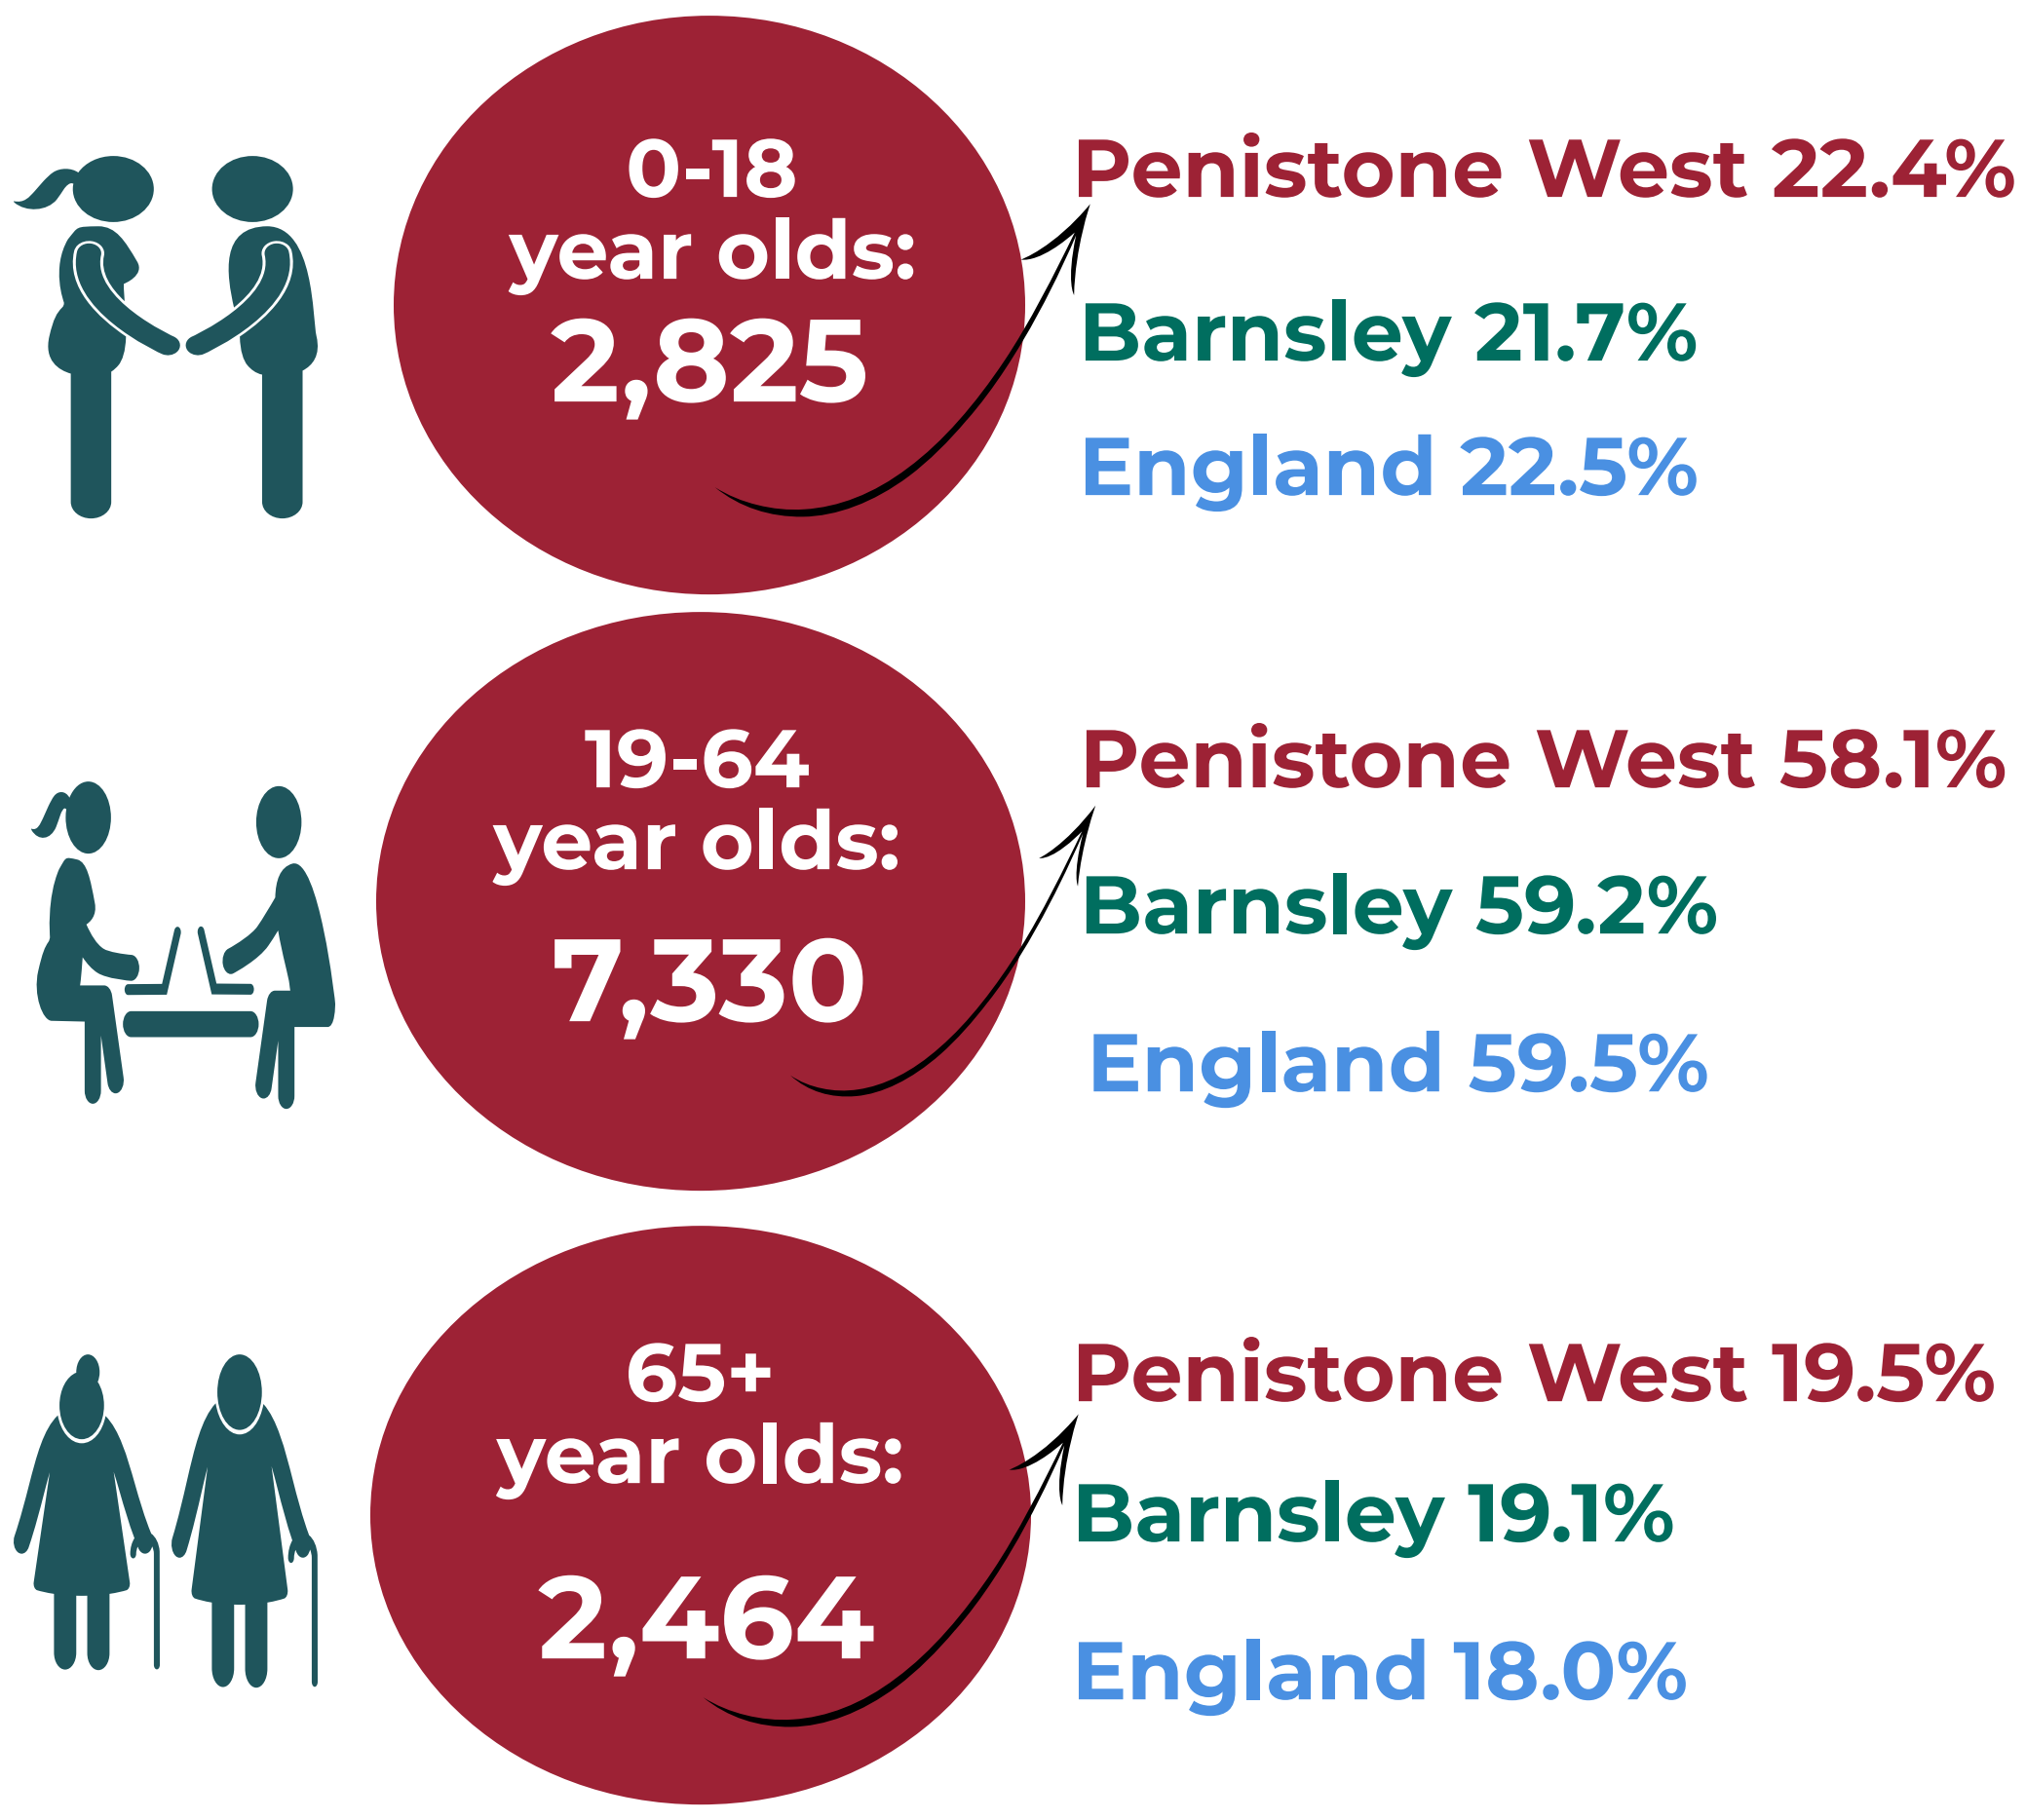 0-18
year olds:
2,825
Penistone West 22.4%
Barnsley 21.7%
England 22.5%
19-64
year olds:
7,330
Penistone West 58.1%
Barnsley 59.2%
England 59.5%
65+
year olds:
2,464
Penistone West 19.5%
Barnsley 19.1%
England 18.0%